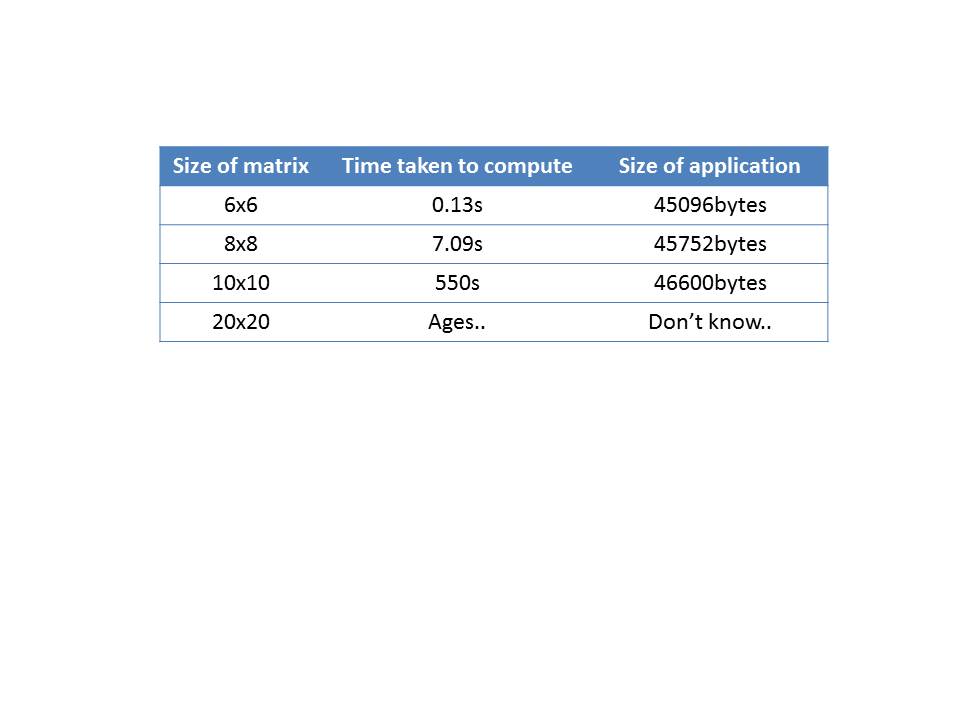 Size of matrix Time taken to compute Size of application
6x6 0.13s 45096bytes
8x8 7.09s 45752bytes
10x10 550s 46600bytes
20x20 Ages.. Don’t know..